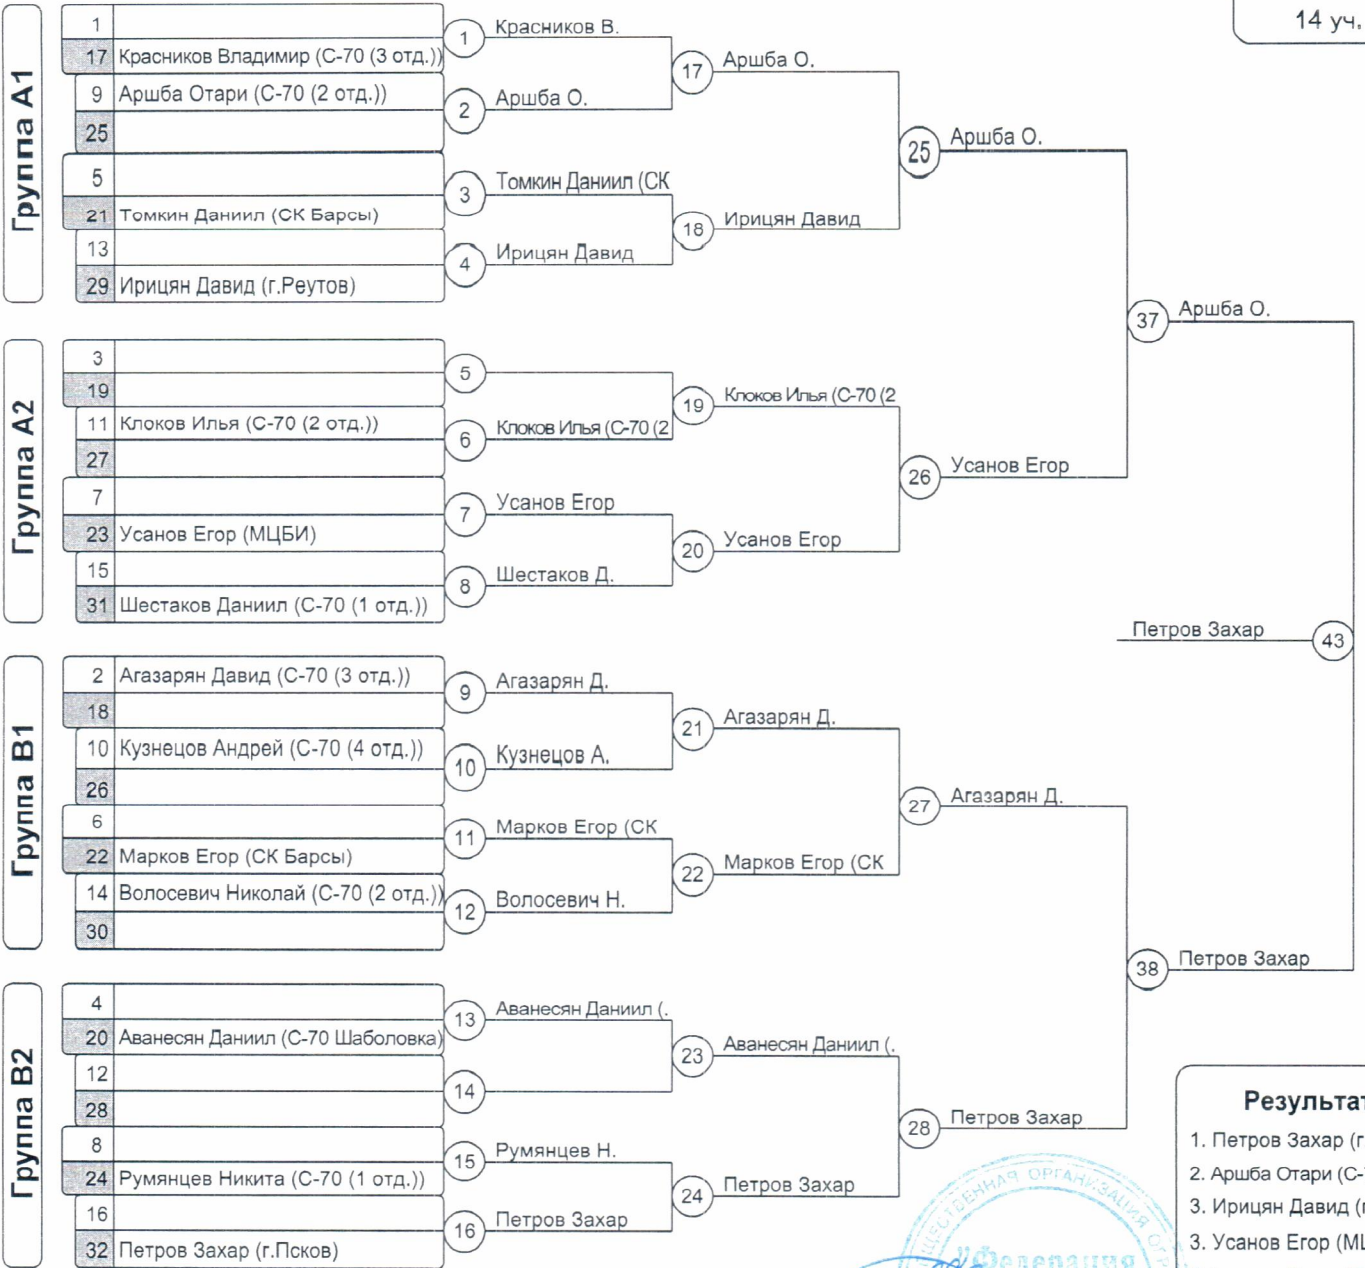 14 уч.
Группа А1
1
17 Красников Владимир (С-70 (3 отд.))
9 Аршба Отари (С-70 (2 отд.))
25
5
21 Томкин Даниил (СК Барсы)
13
29 Ирицян Давид (г.Реутов)
1 Красников В.
2 Аршба О.
3 Томкин Даниил (СК
4 Ирицян Давид
17 Аршба О.
18 Ирицян Давид
25 Аршба О.
Группа А2
3
19
11 Клоков Илья (С-70 (2 отд.))
27
7
23 Усанов Егор (МЦБИ)
15
31 Шестаков Даниил (С-70 (1 отд.))
5
6 Клоков Илья (С-70 (2
7 Усанов Егор
8 Шестаков Д.
19 Клоков Илья (С-70 (2
20 Усанов Егор
26 Усанов Егор
37 Аршба О.
Петров Захар 43
Группа В1
2 Агазарян Давид (С-70 (3 отд.))
18
10 Кузнецов Андрей (С-70 (4 отд.))
26
6
22 Марков Егор (СК Барсы)
14 Волосевич Николай (С-70 (2 отд.))
30
9 Агазарян Д.
10 Кузнецов А.
11 Марков Егор (СК
12 Волосевич Н.
21 Агазарян Д.
22 Марков Егор (СК
27 Агазарян Д.
Группа В2
4
20 Аванесян Даниил (С-70 Шаболовка)
12
28
8
24 Румянцев Никита (С-70 (1 отд.))
16
32 Петров Захар (г.Псков)
13 Аванесян Даниил (.
14
15 Румянцев Н.
16 Петров Захар
23 Аванесян Даниил (.
24 Петров Захар
28 Петров Захар
38 Петров Захар
Результат
1. Петров Захар (г
2. Аршба Отари (С-
3. Ирицян Давид (г
3. Усанов Егор (МЦ
ОРГАНИЗАЦИЯ
"Федерация